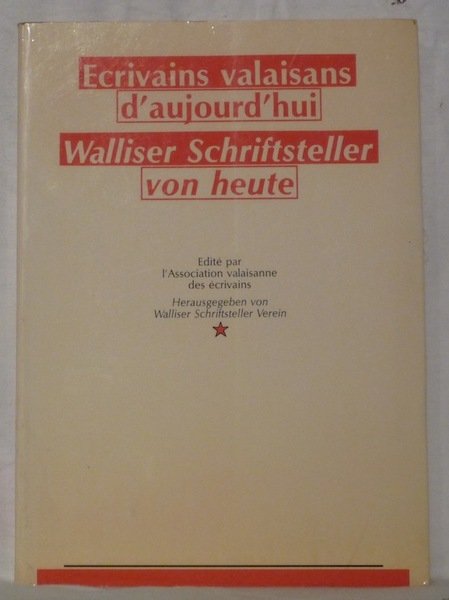 Ecrivains valaisans
d'aujourd'hui
Walliser Schriftsteller
von heute
Edité par
l'Association valaisanne
des écrivains
Herausgegeben von
Walliser Schriftsteller Verein